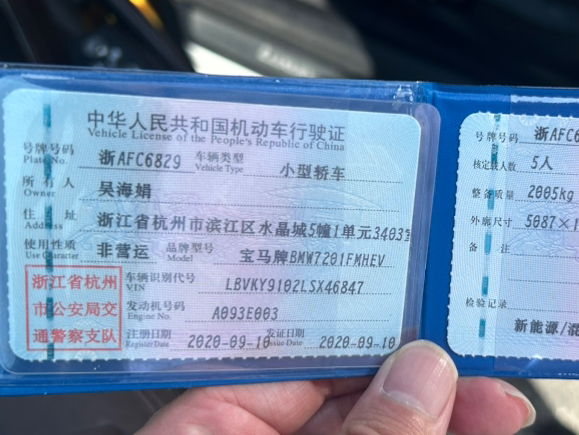 中华人民共和国机动车行驶证
Vehicle License of the People's Republic of China
号牌号码 浙AFC6829 车辆类型 小型轿车
Plate No. Vehicle Type
所有人 吴海娟
Owner
住址 浙江省杭州市滨江区水晶城5幢1单元3403
Address
使用性质 非营运 品牌型号 宝马牌BMW7201FMHEV
Use Character Model
浙江省杭州
市公安局交
通警察支队
车辆识别代号 LBVKY9102LSX46847
VIN
发动机号码 A093E003
Engine No.
注册日期 2020-09-10 发证日期 2020-09-10
Register Date Issue Date
号牌号码 浙AFC6
核定载人数 5人
整备质量 2005kg
外廓尺寸 5087×1
备注
检验记录
新能源/混